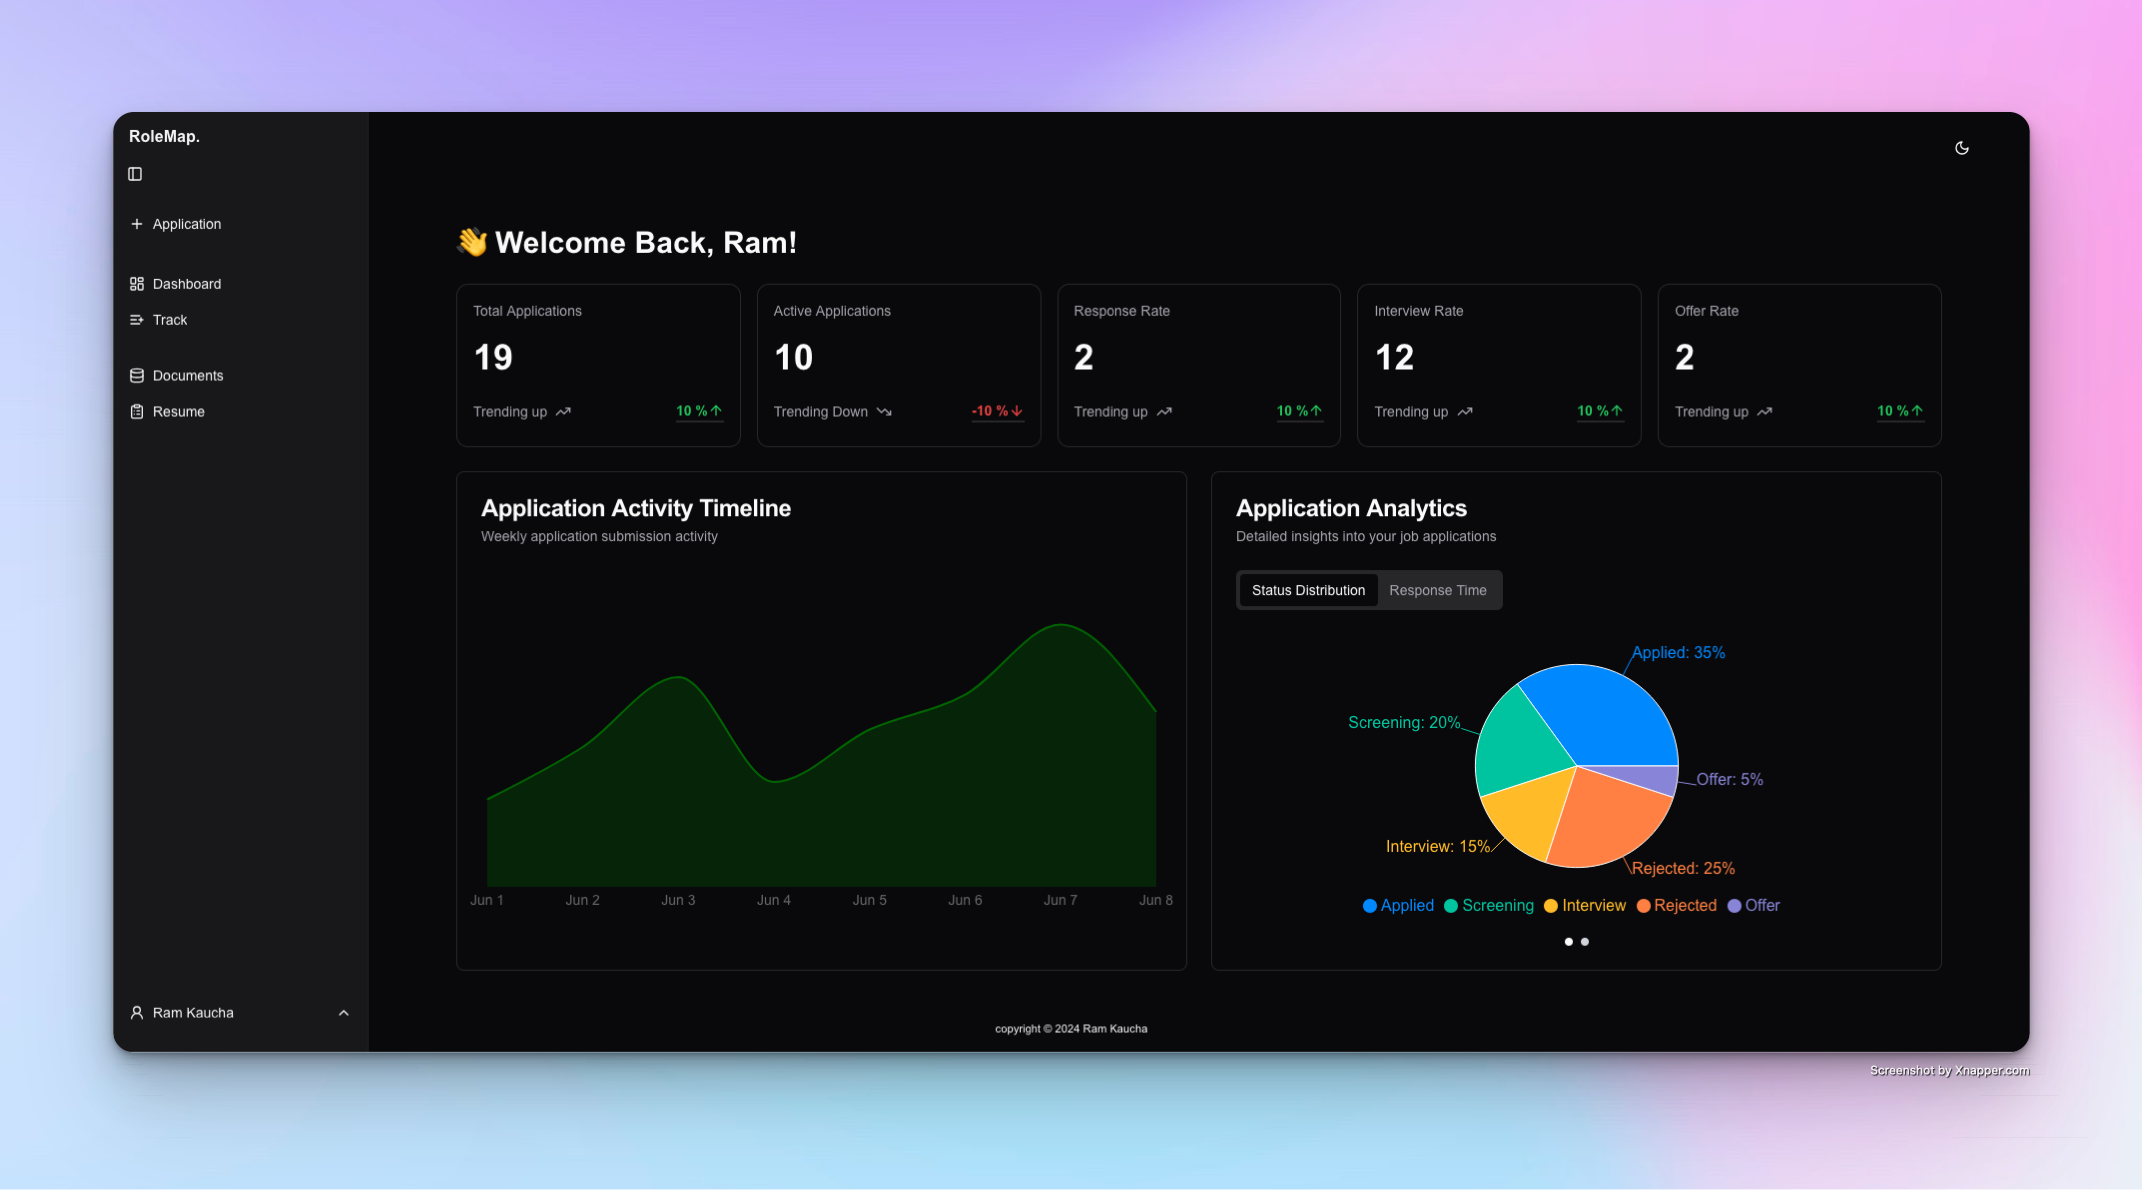 RoleMap.
Application
Dashboard
Track
Documents
Resume
Ram Kaucha
👋 Welcome Back, Ram!
Total Applications
19
Trending up 10 %
Active Applications
10
Trending Down -10 %
Response Rate
2
Trending up 10 %
Interview Rate
12
Trending up 10 %
Offer Rate
2
Trending up 10 %
Application Activity Timeline
Weekly application submission activity
Jun 1 Jun 2 Jun 3 Jun 4 Jun 5 Jun 6 Jun 7 Jun 8
Application Analytics
Detailed insights into your job applications
Status Distribution Response Time
Applied: 35%
Screening: 20%
Offer: 5%
Interview: 15%
Rejected: 25%
Applied Screening Interview Rejected Offer
copyright © 2024 Ram Kaucha
Screenshot by Xnapper.com